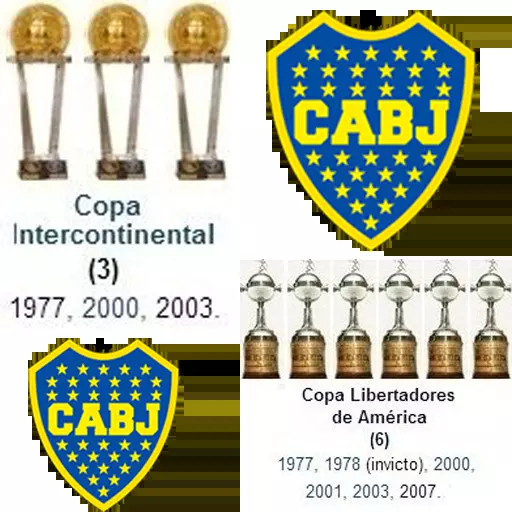 Copa
Intercontinental
(3)
1977, 2000, 2003.
CABJ
Copa Libertadores
de América
(6)
1977, 1978 (invicto), 2000,
2001, 2003, 2007.
CABJ